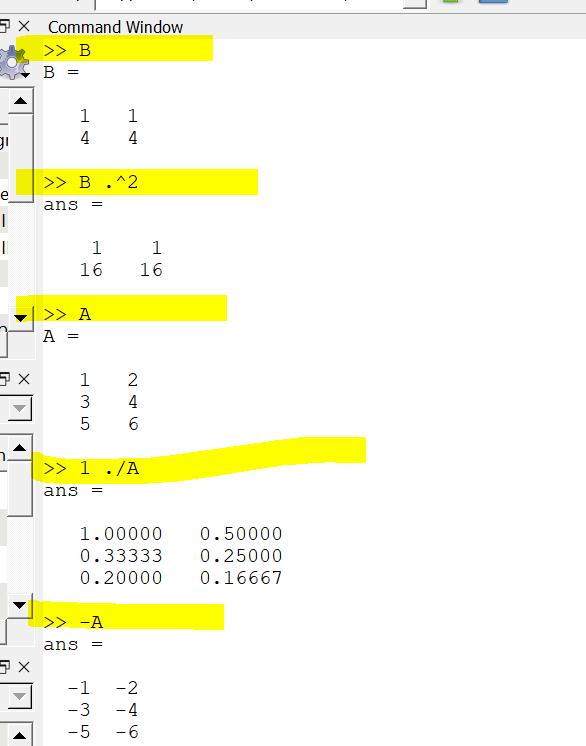 Command Window
>> B
B =
1 1
4 4
>> B .^2
ans =
1 1
16 16
>> A
A =
1 2
3 4
5 6
>> 1 ./A
ans =
1.00000 0.50000
0.33333 0.25000
0.20000 0.16667
>> -A
ans =
-1 -2
-3 -4
-5 -6